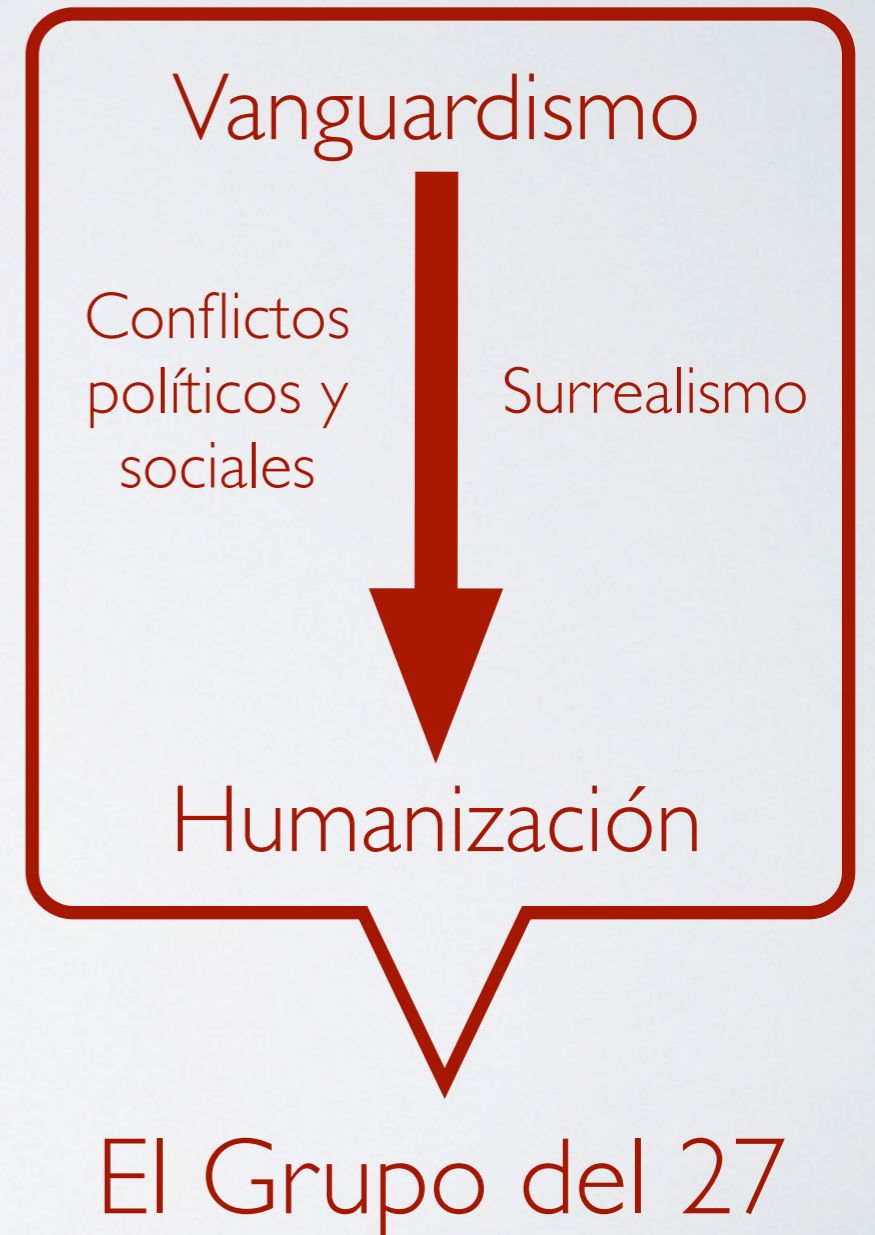 Vanguardismo
Conflictos
políticos y
sociales
Surrealismo
Humanización
El Grupo del 27